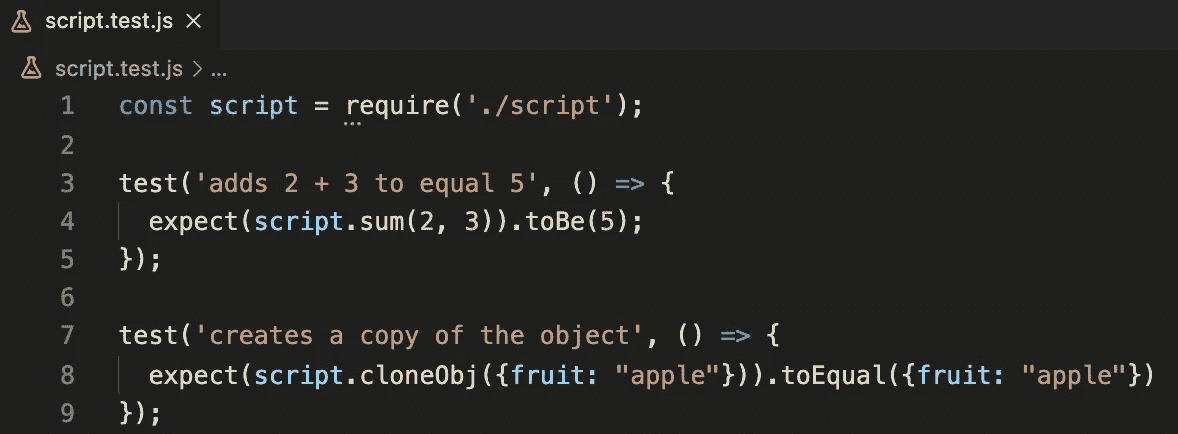 script.test.js ×
script.test.js > ...
1 const script = require('./script');
2
3 test('adds 2 + 3 to equal 5', () => {
4   expect(script.sum(2, 3)).toBe(5);
5 });
6
7 test('creates a copy of the object', () => {
8   expect(script.cloneObj({fruit: "apple"})).toEqual({fruit: "apple"})
9 });